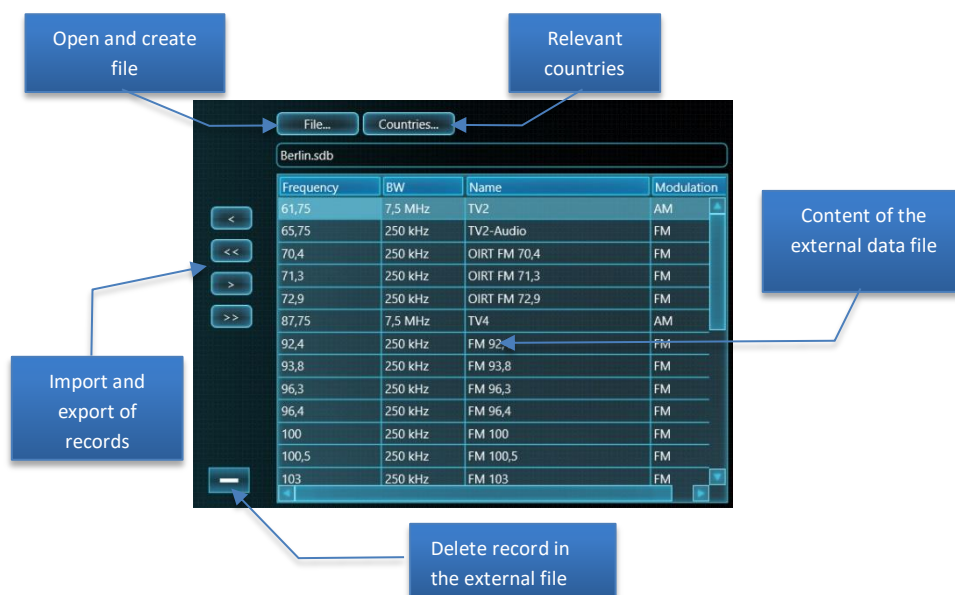 Open and create
file
Relevant
countries
File...
Countries...
Berlin.sdb
Frequency BW Name Modulation
61,75 7,5 MHz TV2 AM
65,75 250 kHz TV2-Audio FM
70,4 250 kHz OIRT FM 70,4 FM
71,3 250 kHz OIRT FM 71,3 FM
72,9 250 kHz OIRT FM 72,9 FM
87,75 7,5 MHz TV4 AM
92,4 250 kHz FM 92, FM
93,8 250 kHz FM 93,8 FM
96,3 250 kHz FM 96,3 FM
96,4 250 kHz FM 96,4 FM
100 250 kHz FM 100 FM
100,5 250 kHz FM 100,5 FM
103 250 kHz FM 103 FM
<
<<
>
>>
Content of the
external data file
Import and
export of
records
Delete record in
the external file